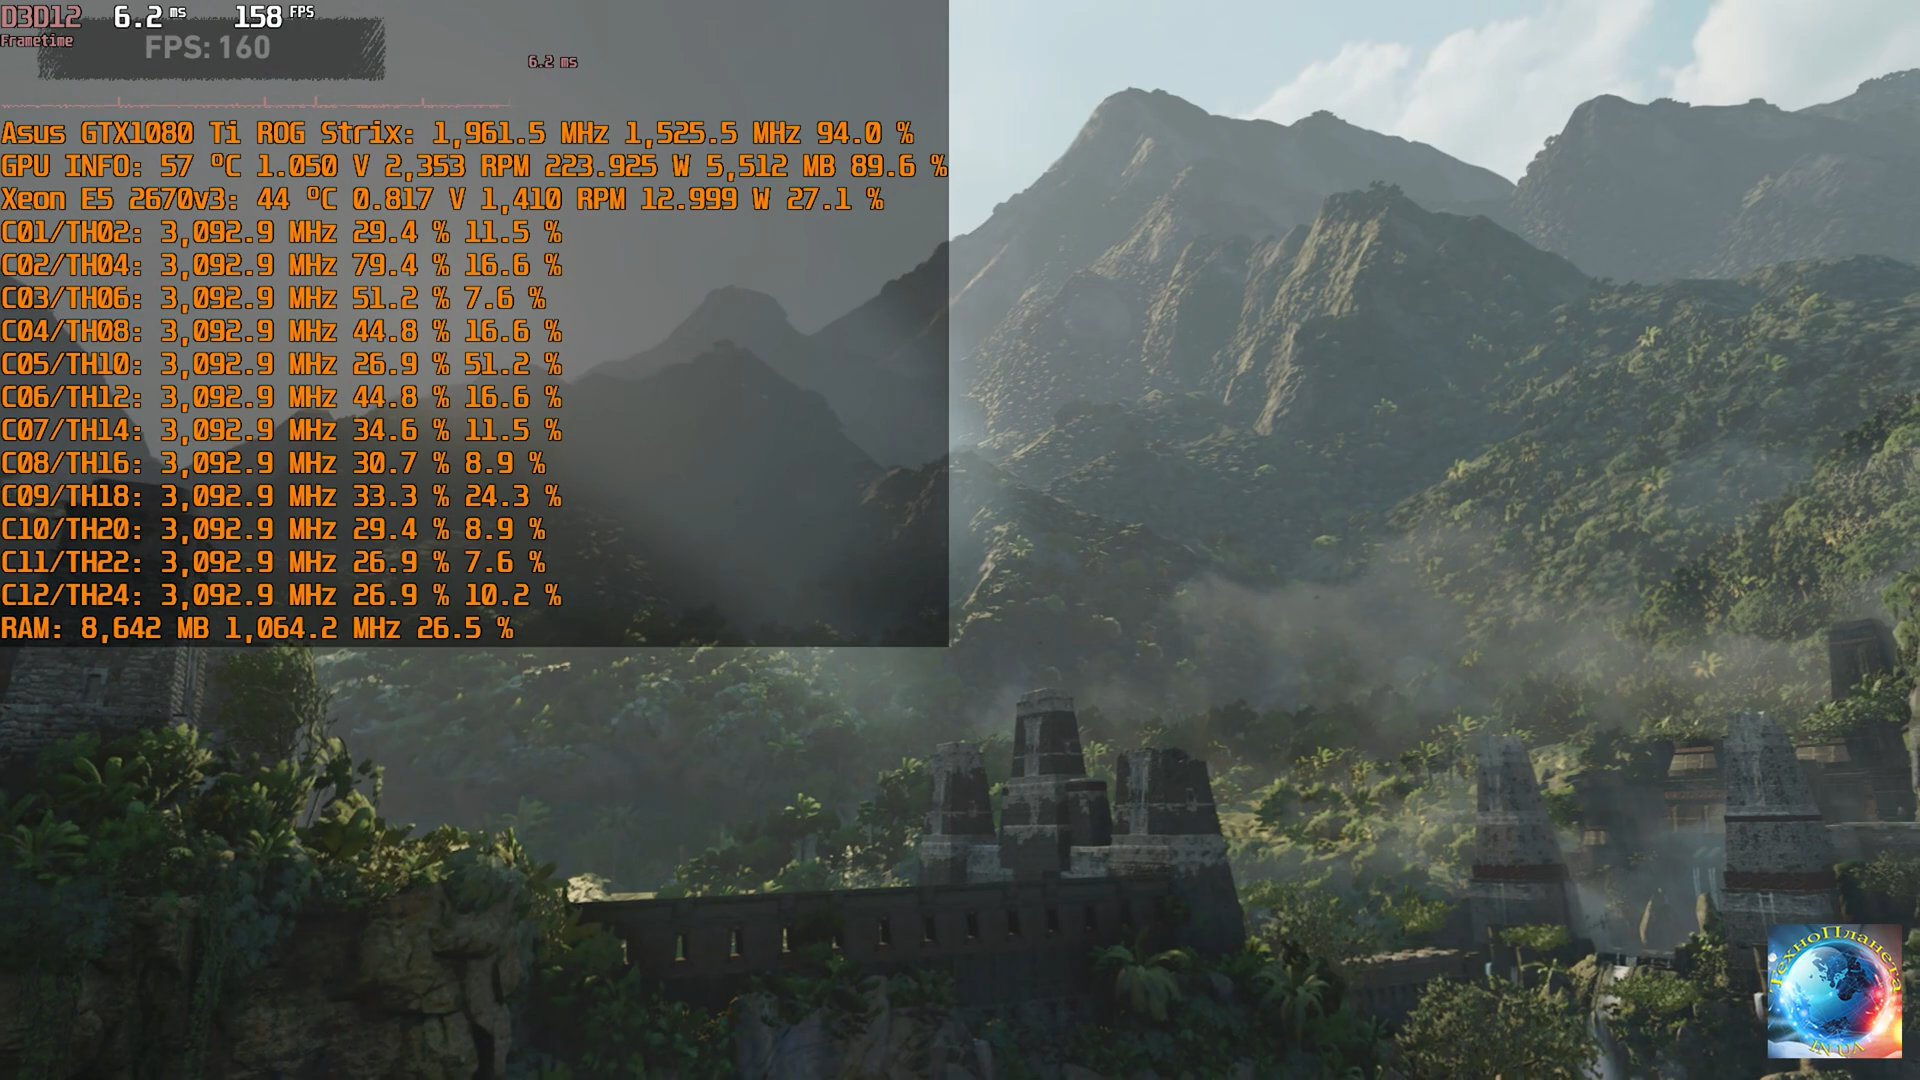 D3D12 6.2 ms 158 FPS
Frametime
FPS: 160
6.2 ms
Asus GTX1080 Ti ROG Strix: 1,961.5 MHz 1,525.5 MHz 94.0 %
GPU INFO: 57 ºC 1.050 V 2,353 RPM 223.925 W 5,512 MB 89.6 %
Xeon E5 2670v3: 44 ºC 0.817 V 1,410 RPM 12.999 W 27.1 %
C01/TH02: 3,092.9 MHz 29.4 % 11.5 %
C02/TH04: 3,092.9 MHz 79.4 % 16.6 %
C03/TH06: 3,092.9 MHz 51.2 % 7.6 %
C04/TH08: 3,092.9 MHz 44.8 % 16.6 %
C05/TH10: 3,092.9 MHz 26.9 % 51.2 %
C06/TH12: 3,092.9 MHz 44.8 % 16.6 %
C07/TH14: 3,092.9 MHz 34.6 % 11.5 %
C08/TH16: 3,092.9 MHz 30.7 % 8.9 %
C09/TH18: 3,092.9 MHz 33.3 % 24.3 %
C10/TH20: 3,092.9 MHz 29.4 % 8.9 %
C11/TH22: 3,092.9 MHz 26.9 % 7.6 %
C12/TH24: 3,092.9 MHz 26.9 % 10.2 %
RAM: 8,642 MB 1,064.2 MHz 26.5 %
ТехноПланета
IN UA